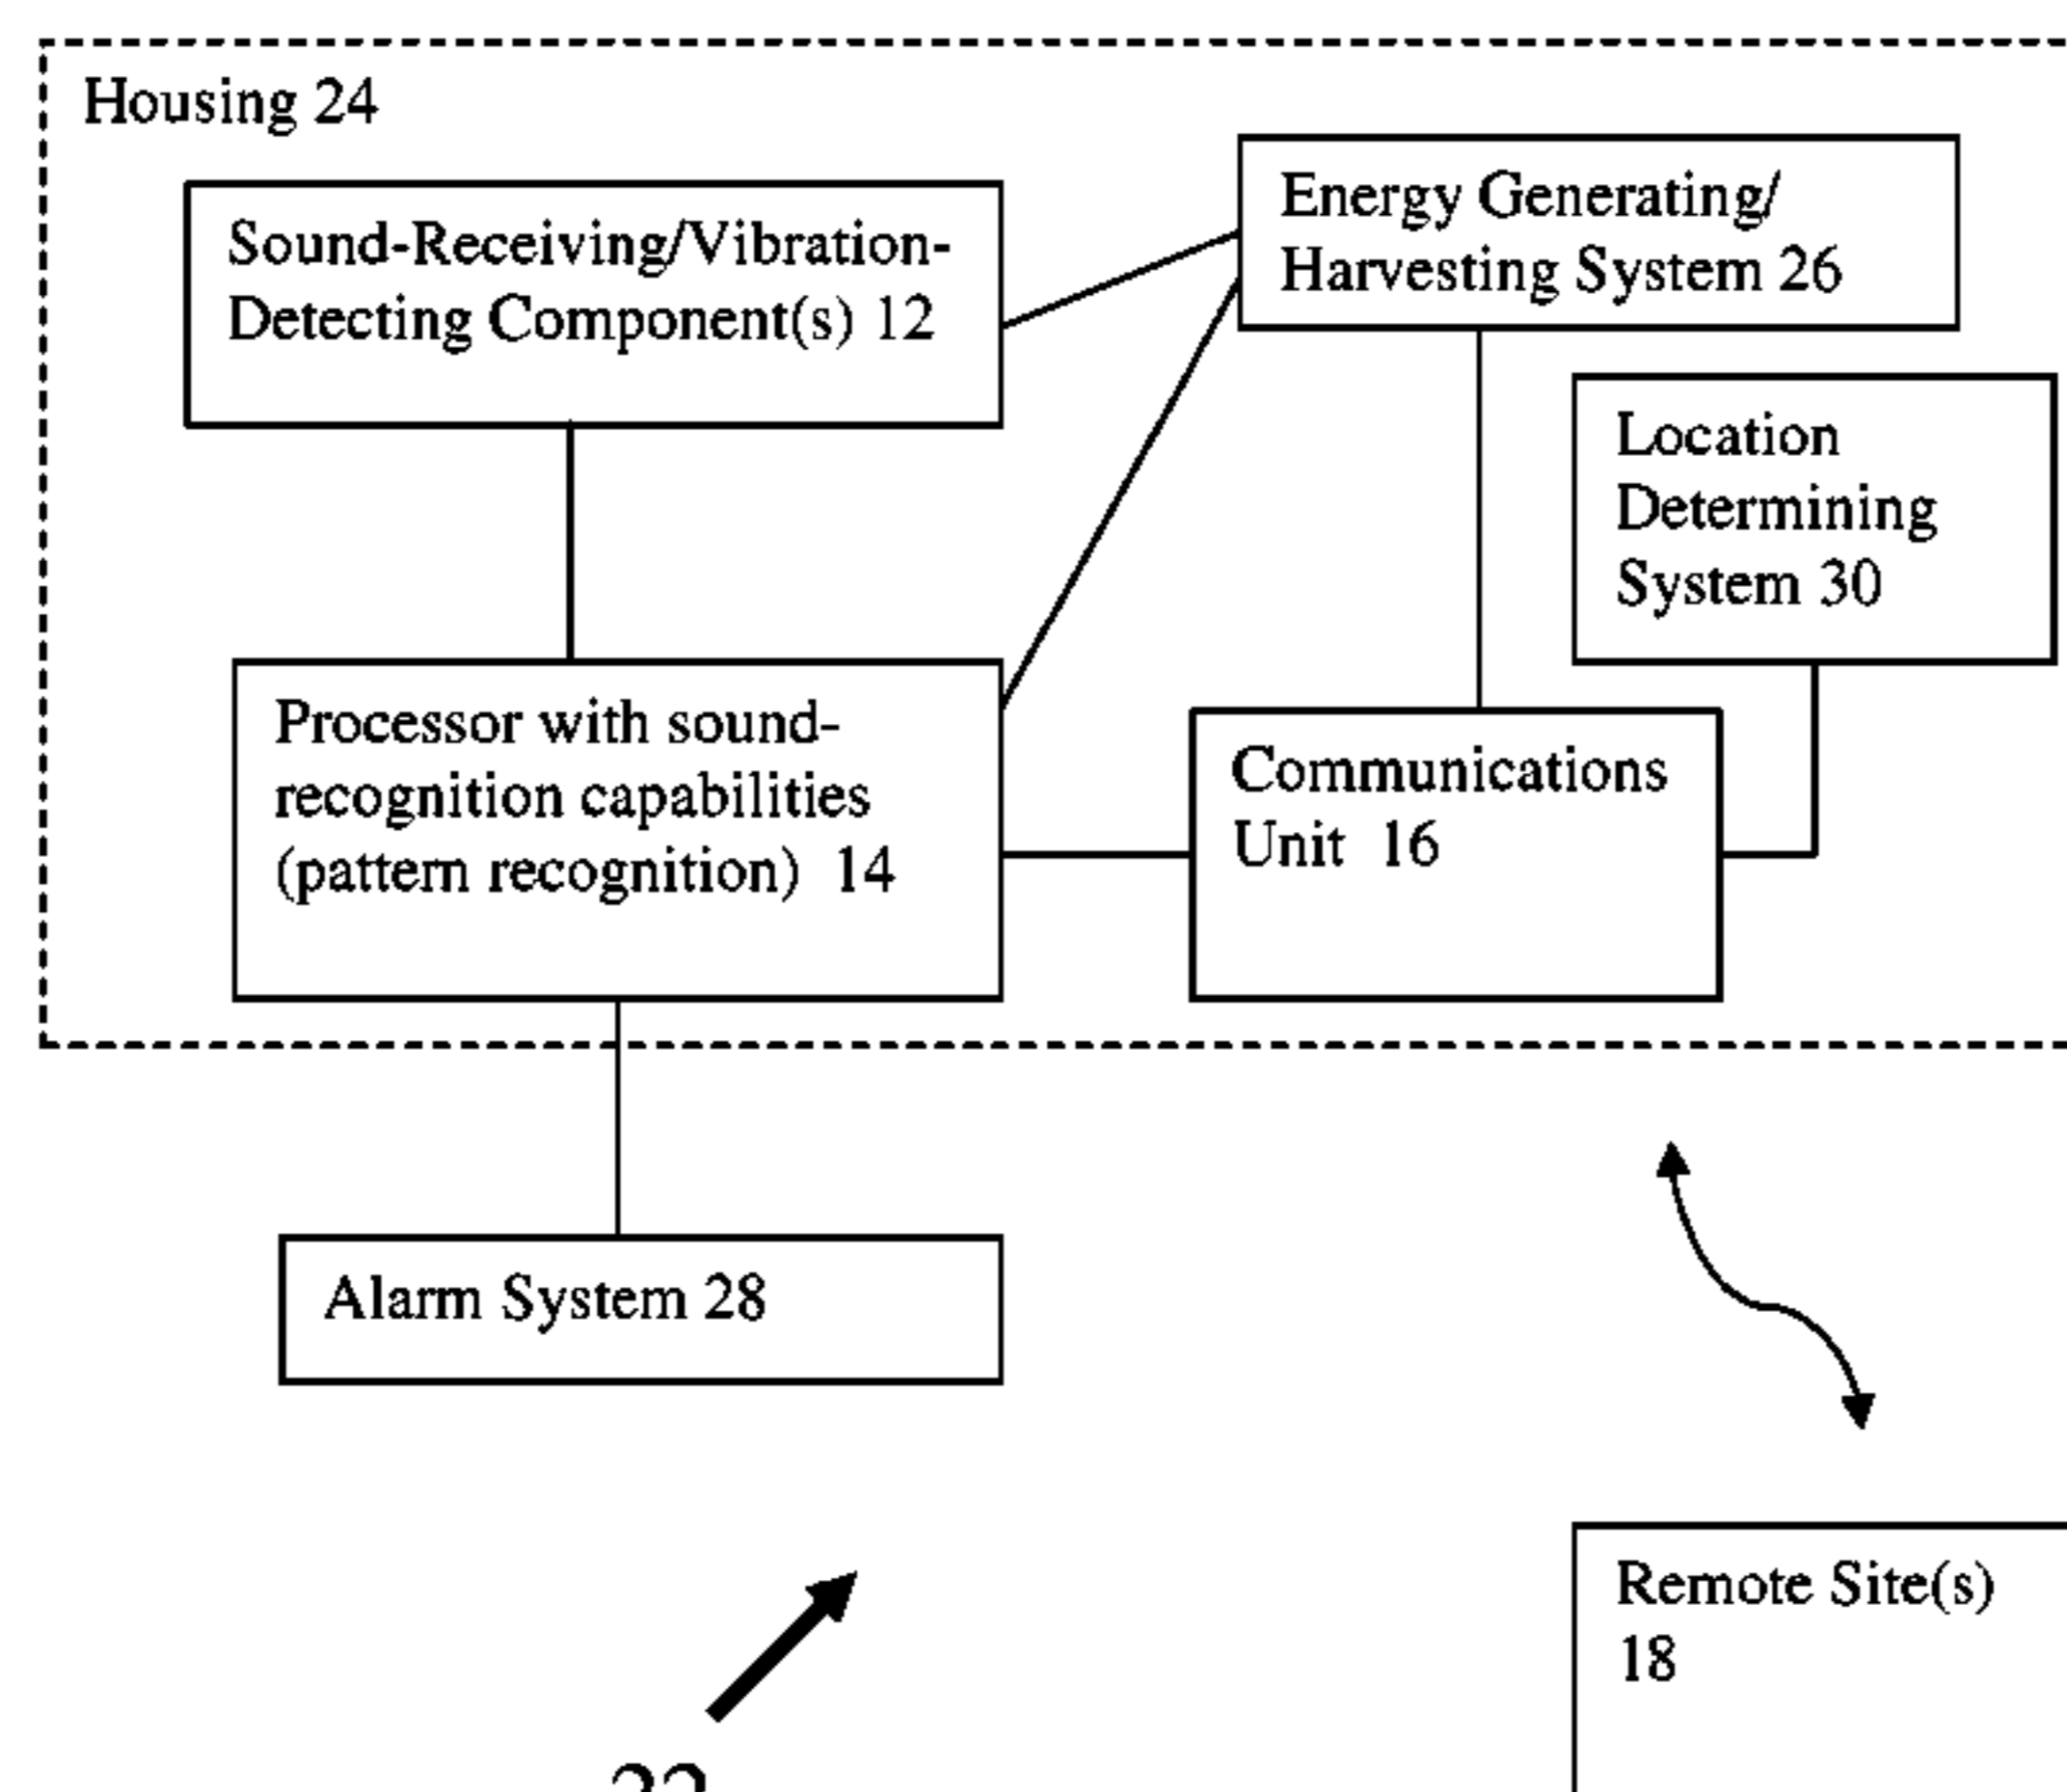 Housing 24
Sound-Receiving/Vibration-
Detecting Component(s) 12
Energy Generating/
Harvesting System 26
Location
Determining
System 30
Processor with sound-
recognition capabilities
(pattern recognition) 14
Communications
Unit 16
Alarm System 28
Remote Site(s)
18